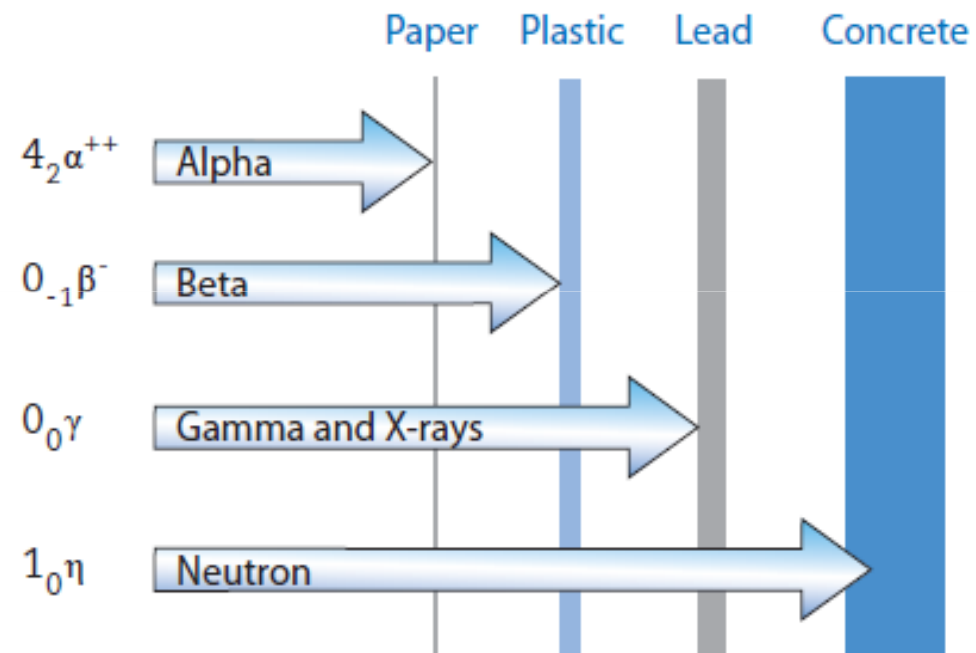 Paper Plastic Lead Concrete
4₂α⁺⁺ Alpha
0₋₁β⁻ Beta
0₀γ Gamma and X-rays
1₀η Neutron